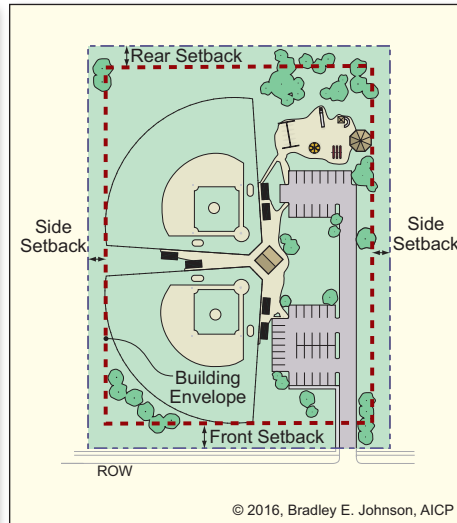 Rear Setback
Side
Setback
Side
Setback
Building
Envelope
Front Setback
ROW
© 2016, Bradley E. Johnson, AICP